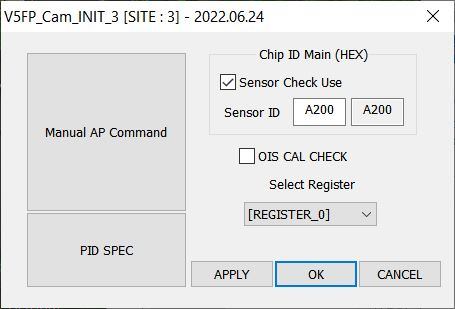 V5FP_Cam_INIT_3 [SITE : 3] - 2022.06.24
Chip ID Main (HEX)
Sensor Check Use
Manual AP Command
Sensor ID A200 A200
OIS CAL CHECK
Select Register
[REGISTER_0]
PID SPEC
APPLY OK CANCEL